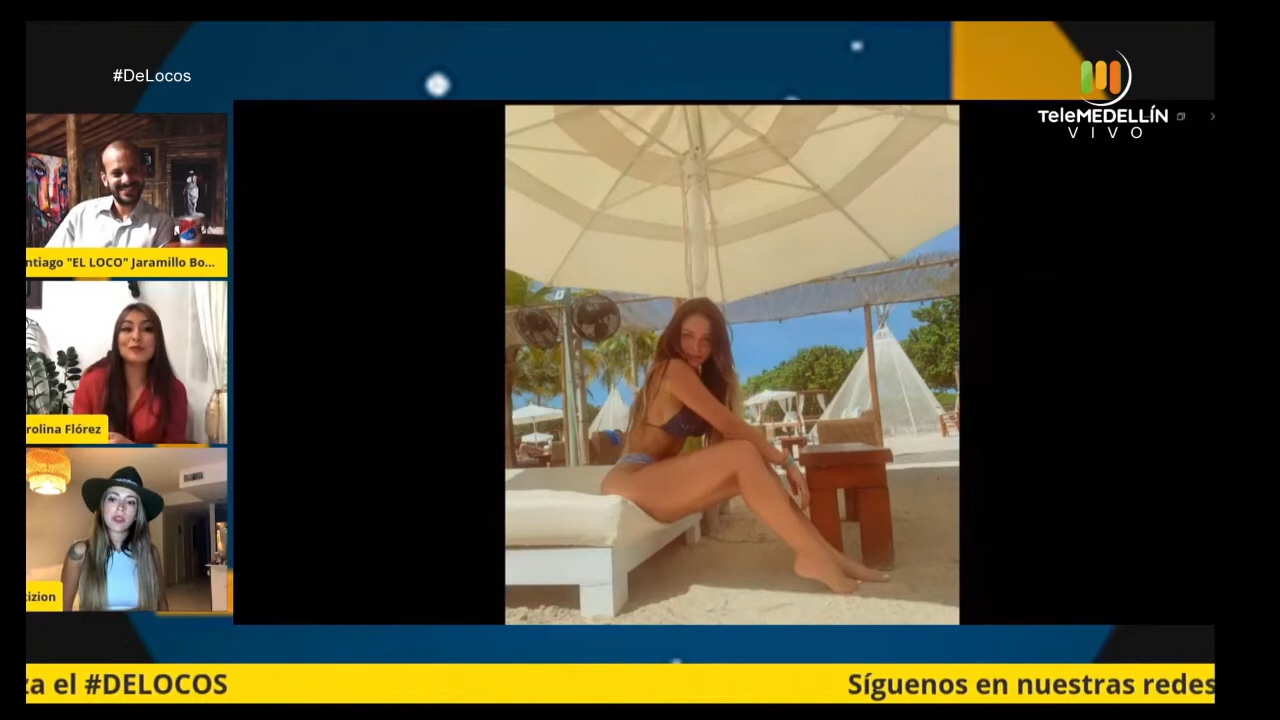 #DeLocos
TeleMEDELLÍN
VIVO
ntiago "EL LOCO" Jaramillo Bo...
rolina Flórez
izion
za el #DELOCOS
Síguenos en nuestras redes